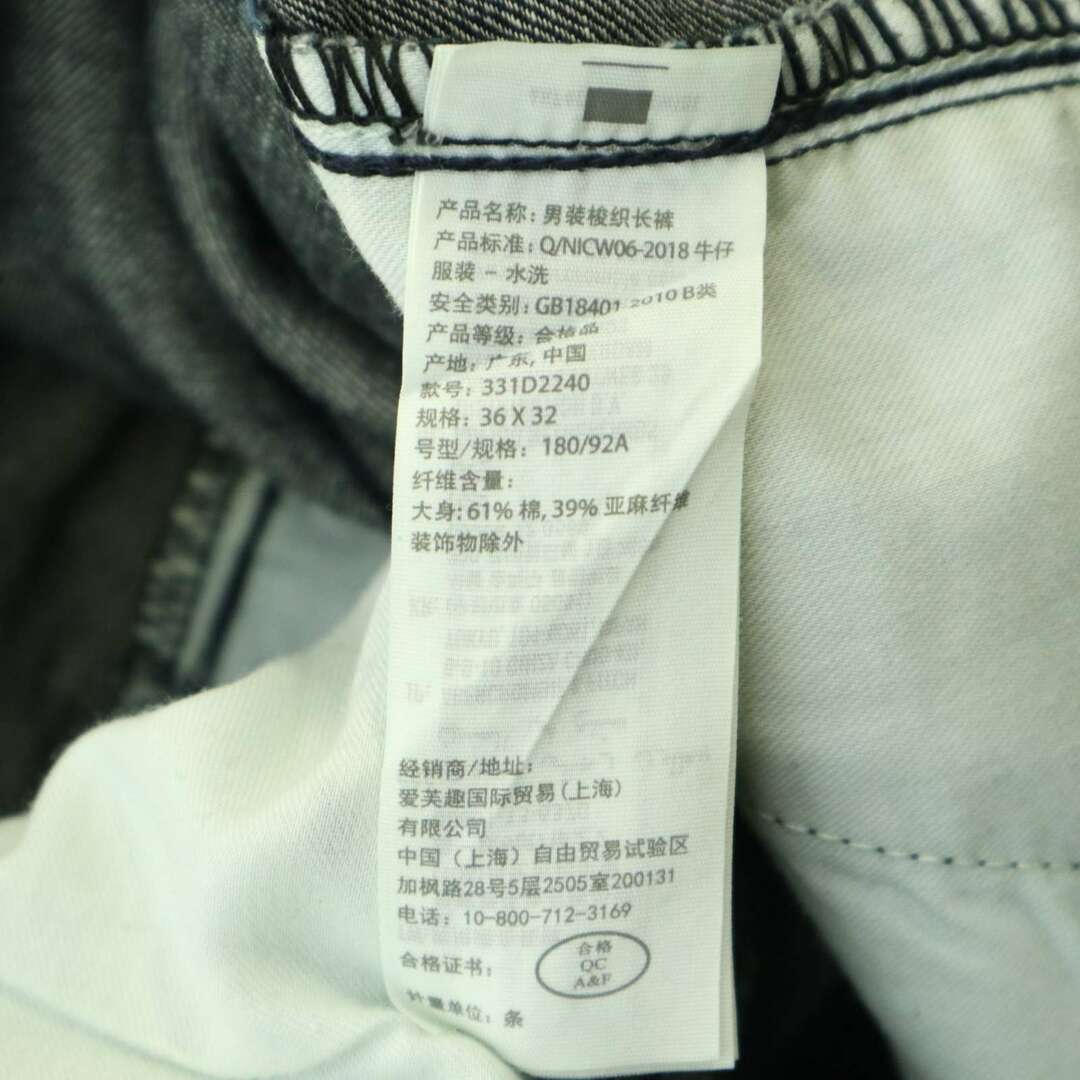 产品名称: 男装梭织长裤
产品标准: Q/NICW06-2018 牛仔
服装 - 水洗
安全类别: GB18401 2010 B类
产品等级: 合格
产地: 广东, 中国
款号: 331D2240
规格: 36 X 32
号型/规格: 180/92A
纤维含量:
大身: 61% 棉, 39% 亚麻纤维
装饰物除外
经销商/地址:
爱芙趣国际贸易(上海)
有限公司
中国（上海）自由贸易试验区
加枫路28号5层2505室200131
电话: 10-800-712-3169
合格证书:
合格
QC
A&F
计量单位: 条